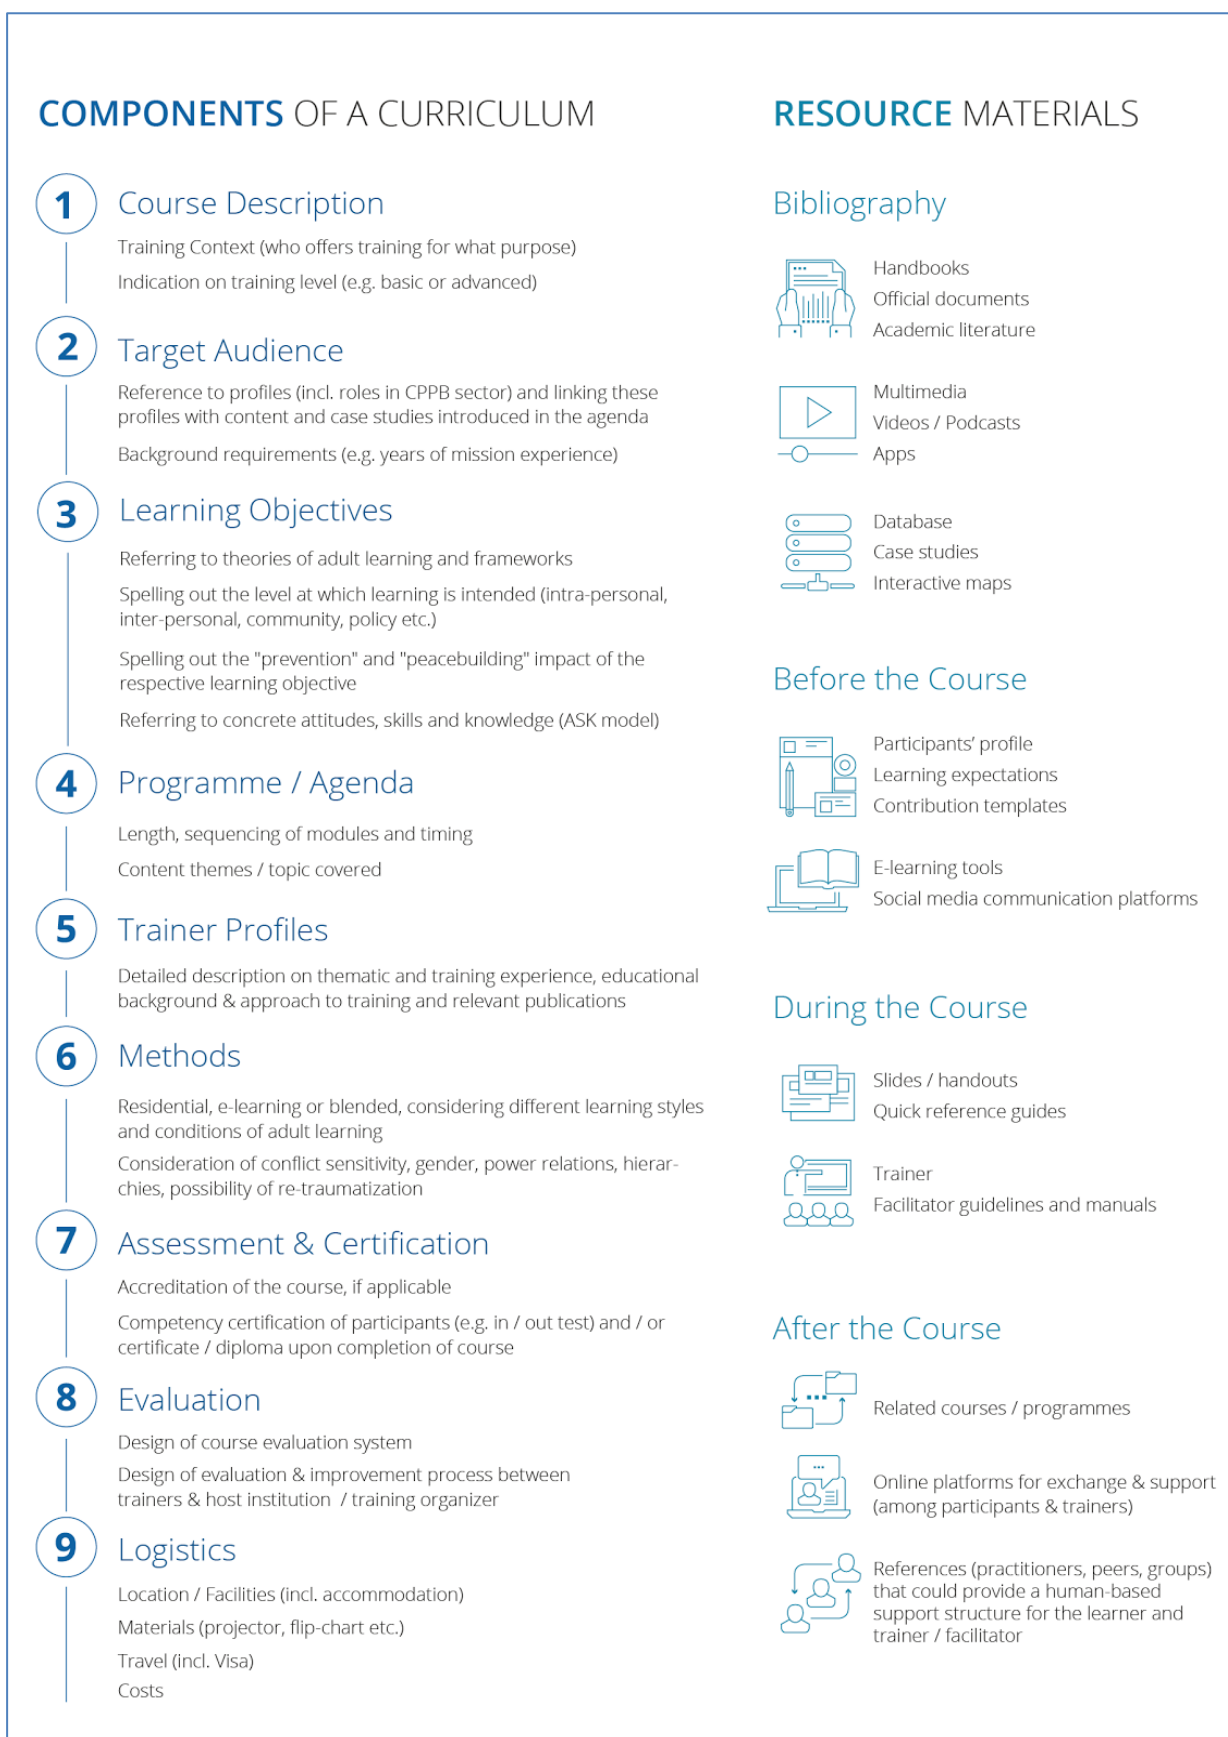 COMPONENTS OF A CURRICULUM
1
Course Description
Training Context (who offers training for what purpose)
Indication on training level (e.g. basic or advanced)
2
Target Audience
Reference to profiles (incl. roles in CPPB sector) and linking these
profiles with content and case studies introduced in the agenda
Background requirements (e.g. years of mission experience)
3
Learning Objectives
Referring to theories of adult learning and frameworks
Spelling out the level at which learning is intended (intra-personal,
inter-personal, community, policy etc.)
Spelling out the "prevention" and "peacebuilding" impact of the
respective learning objective
Referring to concrete attitudes, skills and knowledge (ASK model)
4
Programme / Agenda
Length, sequencing of modules and timing
Content themes / topic covered
5
Trainer Profiles
Detailed description on thematic and training experience, educational
background & approach to training and relevant publications
6
Methods
Residential, e-learning or blended, considering different learning styles
and conditions of adult learning
Consideration of conflict sensitivity, gender, power relations, hierar-
chies, possibility of re-traumatization
7
Assessment & Certification
Accreditation of the course, if applicable
Competency certification of participants (e.g. in / out test) and / or
certificate / diploma upon completion of course
8
Evaluation
Design of course evaluation system
Design of evaluation & improvement process between
trainers & host institution / training organizer
9
Logistics
Location / Facilities (incl. accommodation)
Materials (projector, flip-chart etc.)
Travel (incl. Visa)
Costs
RESOURCE MATERIALS
Bibliography
Handbooks
Official documents
Academic literature
Multimedia
Videos / Podcasts
Apps
Database
Case studies
Interactive maps
Before the Course
Participants’ profile
Learning expectations
Contribution templates
E-learning tools
Social media communication platforms
During the Course
Slides / handouts
Quick reference guides
Trainer
Facilitator guidelines and manuals
After the Course
Related courses / programmes
Online platforms for exchange & support
(among participants & trainers)
References (practitioners, peers, groups)
that could provide a human-based
support structure for the learner and
trainer / facilitator